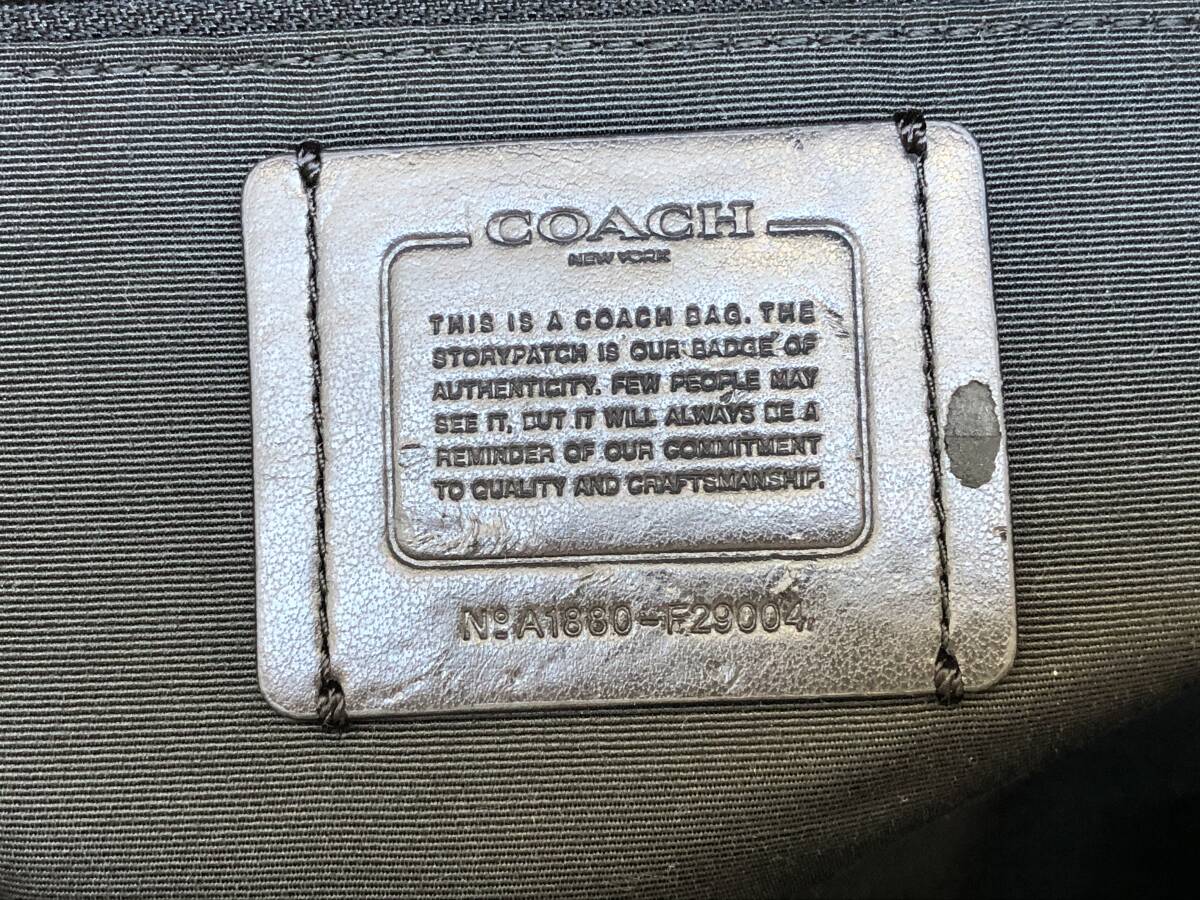 COACH
NEW YORK
THIS IS A COACH BAG. THE
STORYPATCH IS OUR BADGE OF
AUTHENTICITY. FEW PEOPLE MAY
SEE IT, BUT IT WILL ALWAYS BE A
REMINDER OF OUR COMMITMENT
TO QUALITY AND CRAFTSMANSHIP.
Nº A1880-F29004